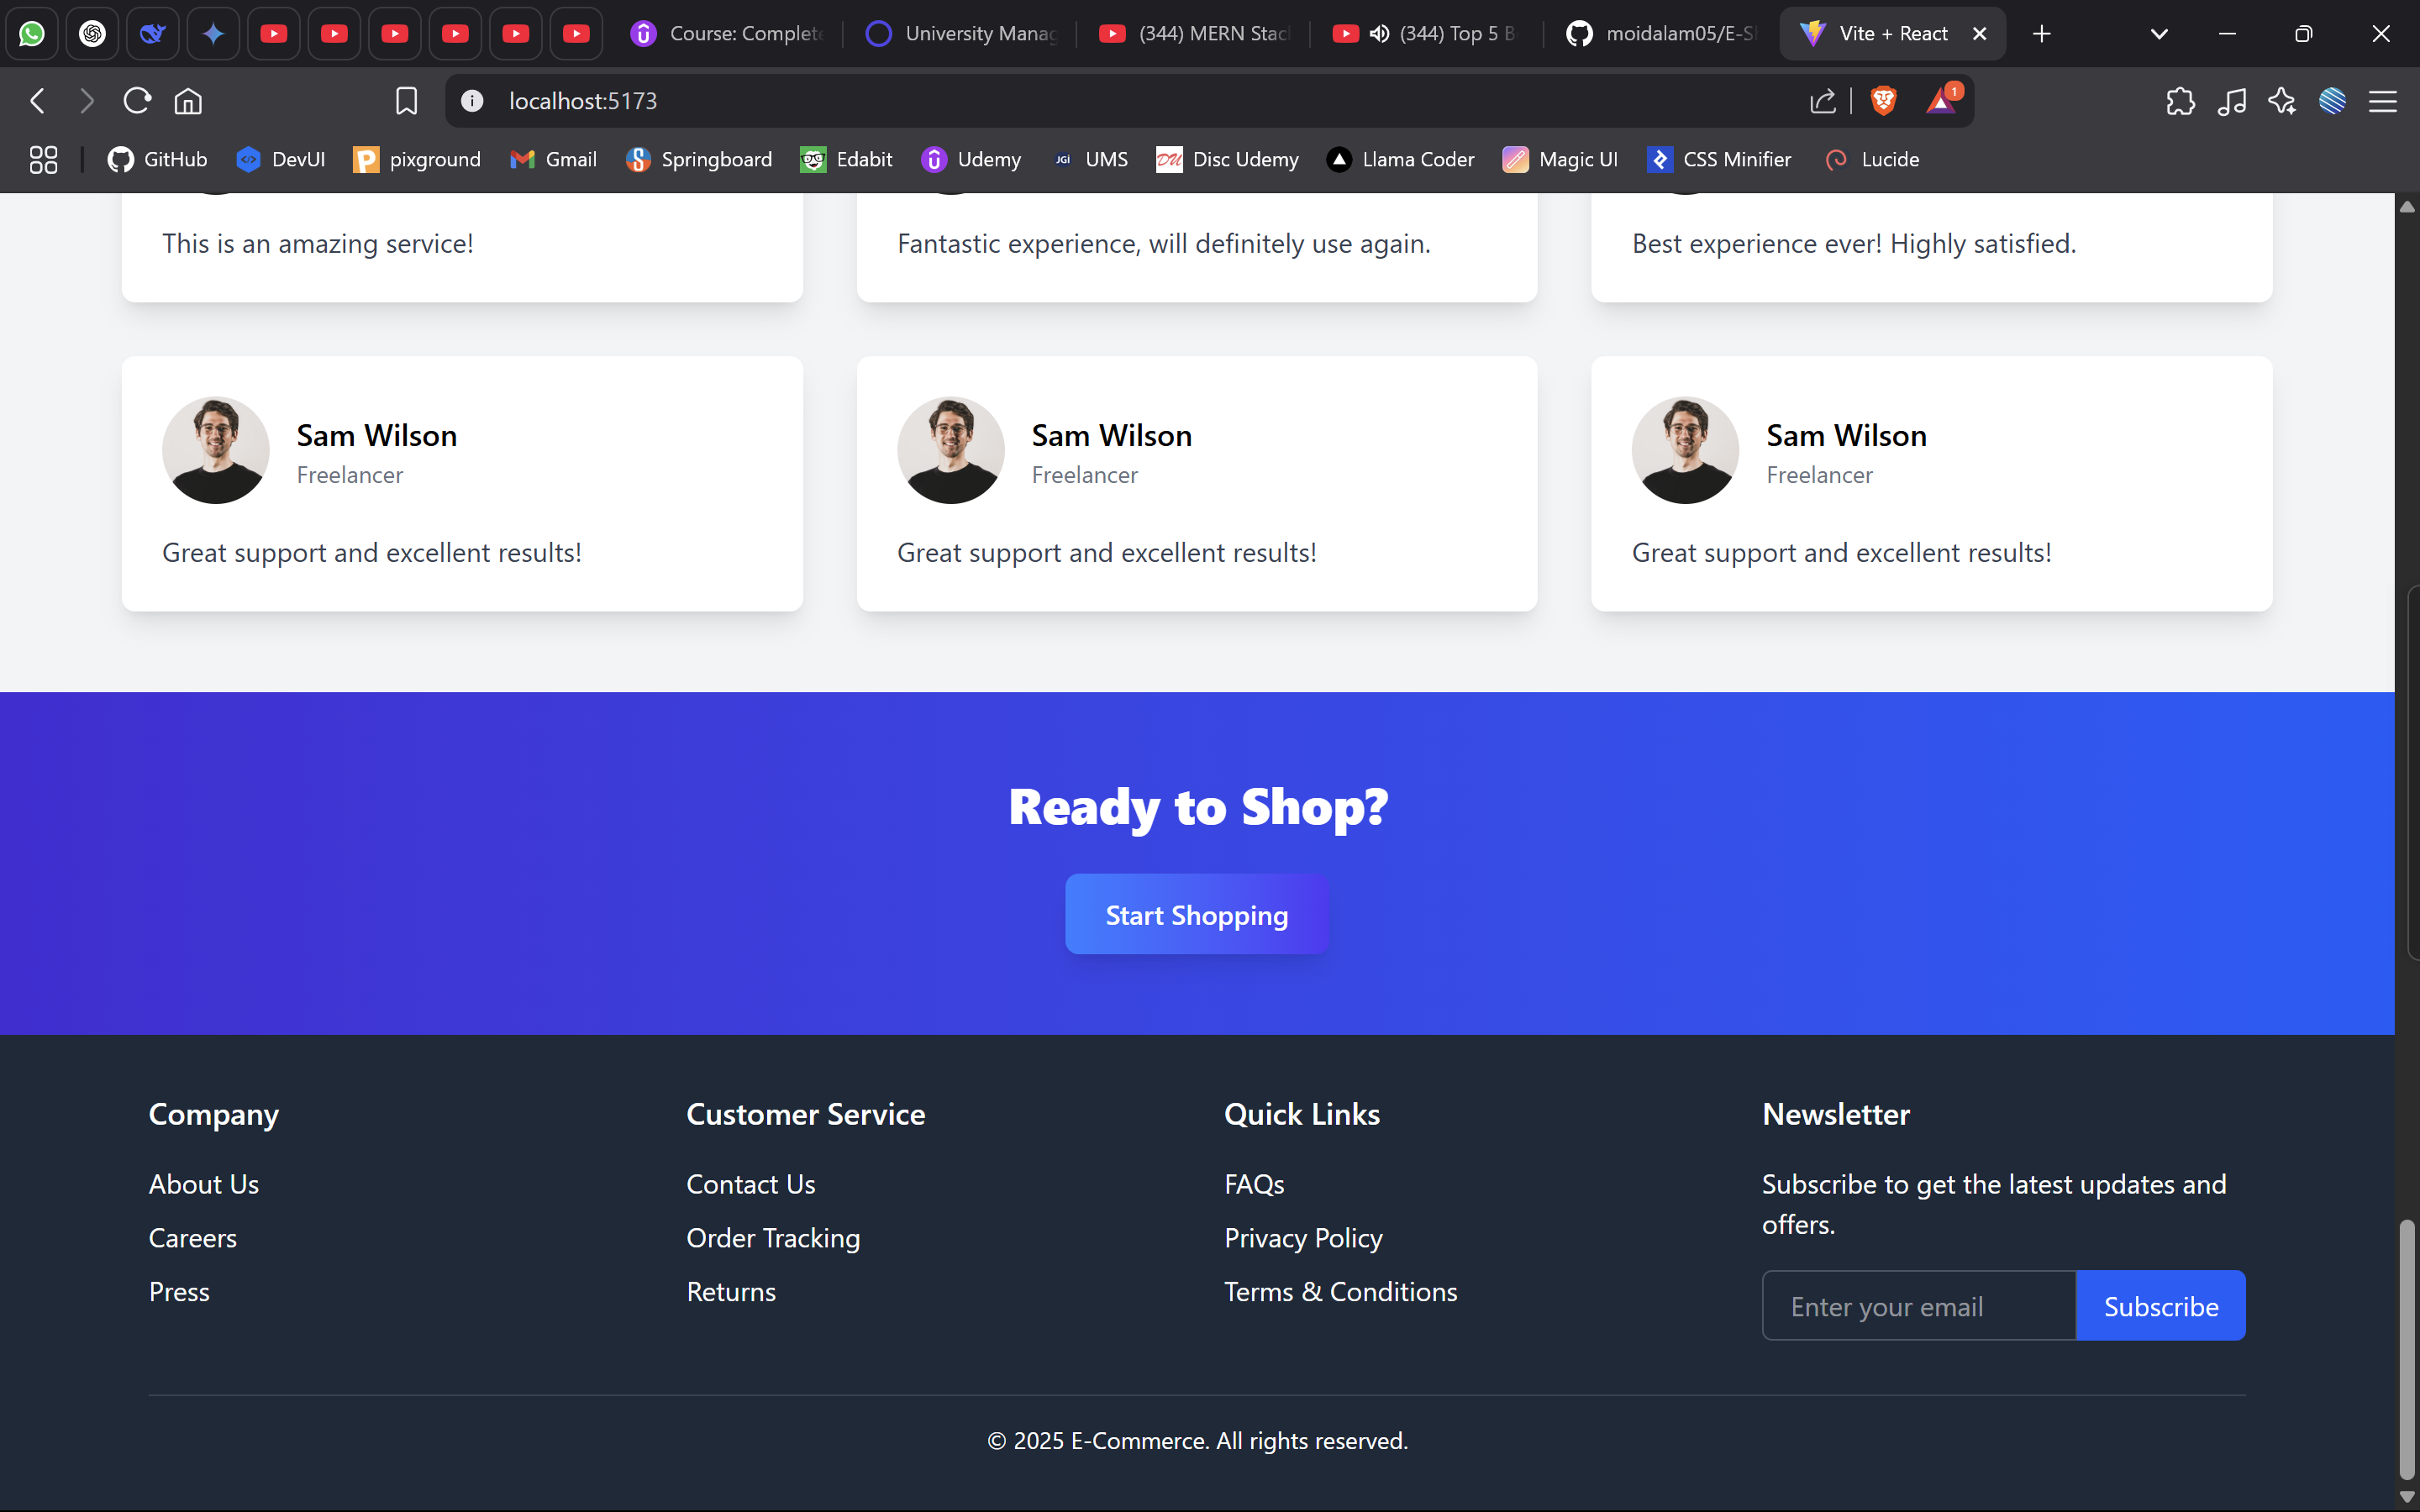 Course: Complete
University Manag
(344) MERN Stac
(344) Top 5 B
moidalam05/E-S
Vite + React
localhost:5173
1
GitHub
DevUI
pixground
Gmail
Springboard
Edabit
Udemy
JGI UMS
DU Disc Udemy
Llama Coder
Magic UI
CSS Minifier
Lucide
This is an amazing service!
Fantastic experience, will definitely use again.
Best experience ever! Highly satisfied.
Sam Wilson
Freelancer
Great support and excellent results!
Sam Wilson
Freelancer
Great support and excellent results!
Sam Wilson
Freelancer
Great support and excellent results!
Ready to Shop?
Start Shopping
Company
About Us
Careers
Press
Customer Service
Contact Us
Order Tracking
Returns
Quick Links
FAQs
Privacy Policy
Terms & Conditions
Newsletter
Subscribe to get the latest updates and
offers.
Enter your email
Subscribe
© 2025 E-Commerce. All rights reserved.